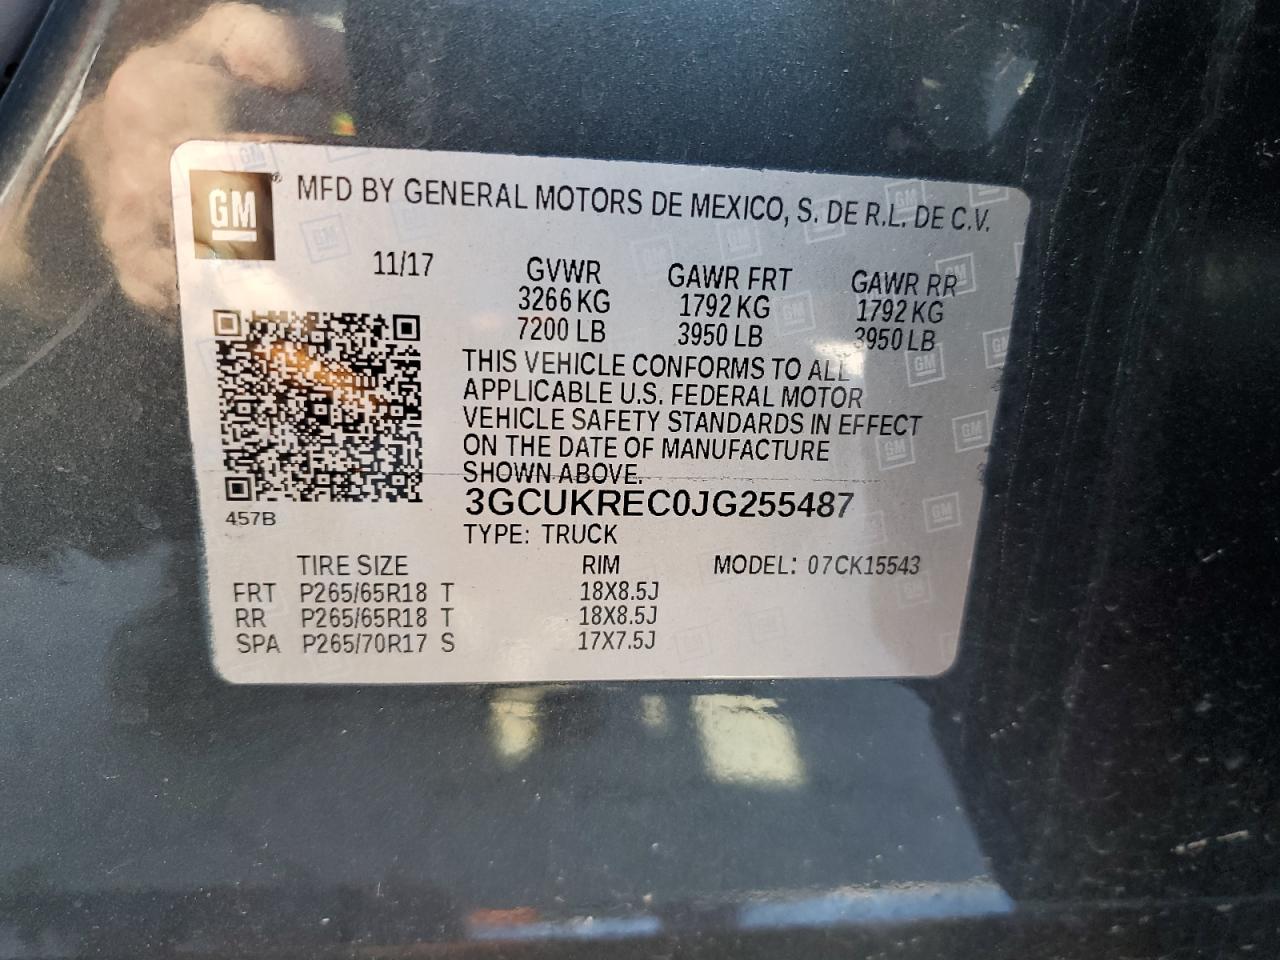 GM ® MFD BY GENERAL MOTORS DE MEXICO, S. DE R.L. DE C.V.
11/17 GVWR GAWR FRT GAWR RR
3266 KG 1792 KG 1792 KG
7200 LB 3950 LB 3950 LB
THIS VEHICLE CONFORMS TO ALL
APPLICABLE U.S. FEDERAL MOTOR
VEHICLE SAFETY STANDARDS IN EFFECT
ON THE DATE OF MANUFACTURE
SHOWN ABOVE.
457B
3GCUKREC0JG255487
TYPE: TRUCK
TIRE SIZE RIM MODEL: 07CK15543
FRT P265/65R18 T 18X8.5J
RR P265/65R18 T 18X8.5J
SPA P265/70R17 S 17X7.5J